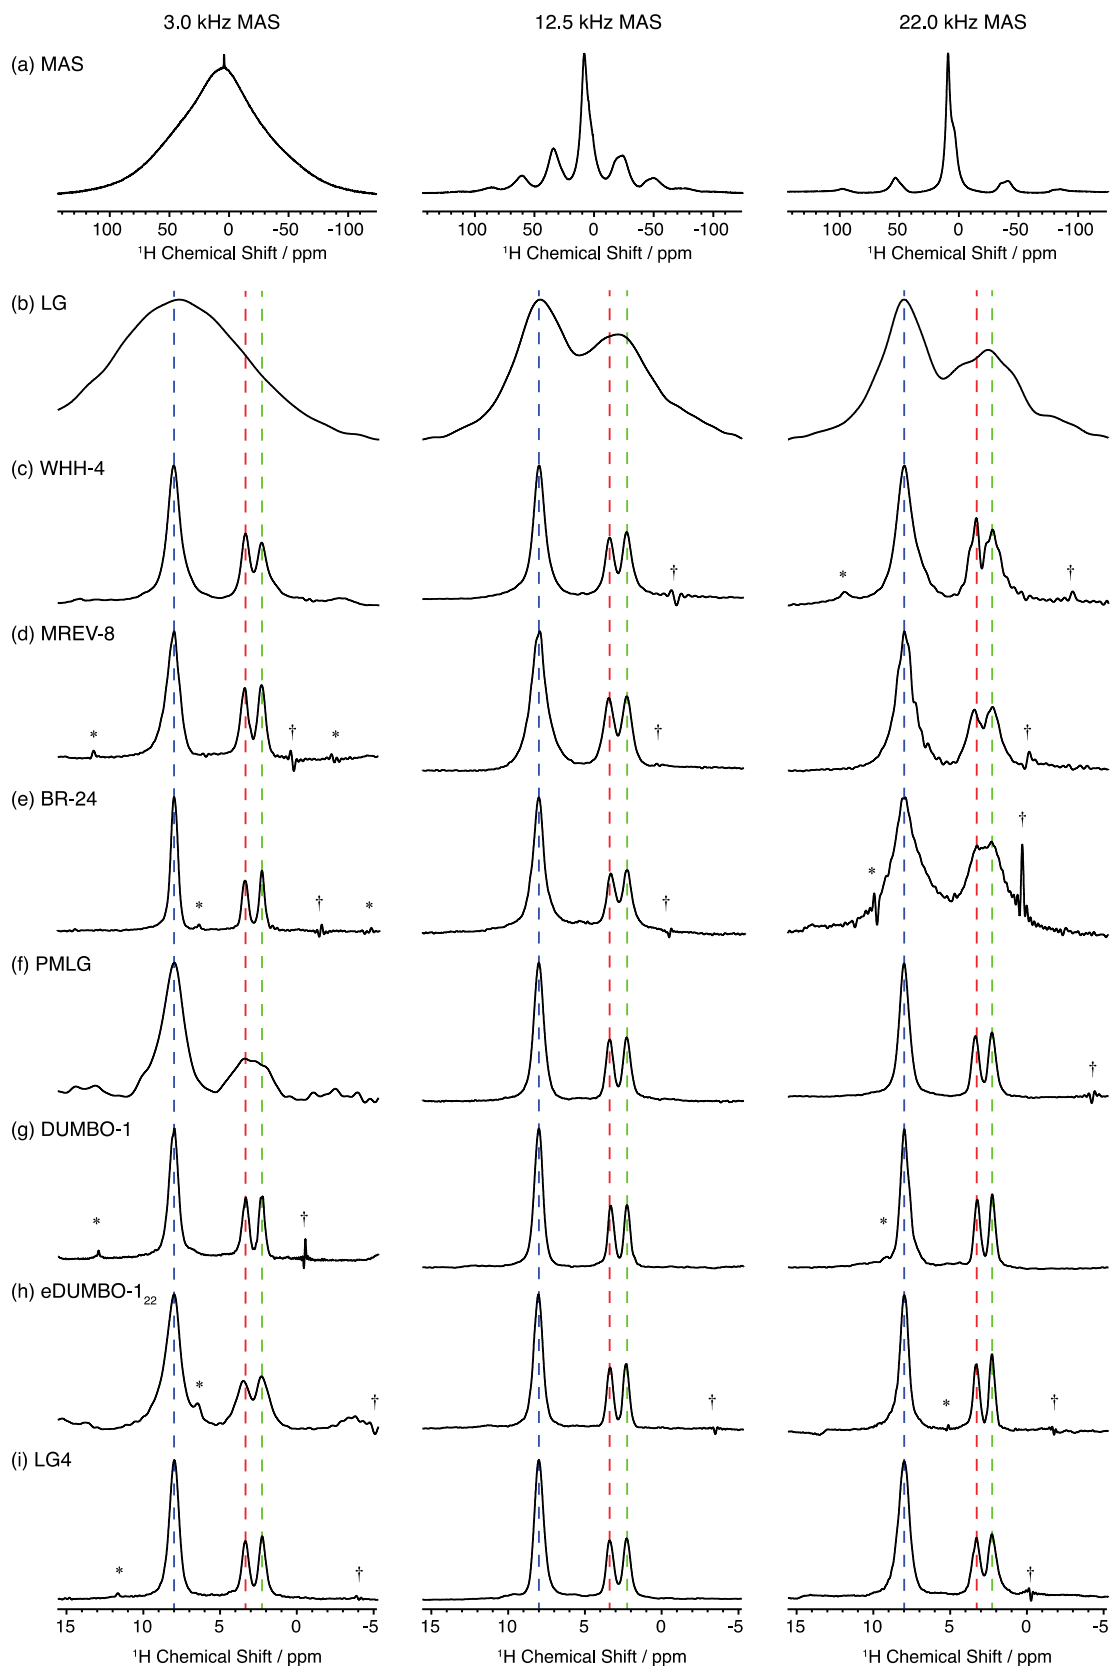 3.0 kHz MAS 12.5 kHz MAS 22.0 kHz MAS
(a) MAS
100 50 0 -50 -100 100 50 0 -50 -100 100 50 0 -50 -100
¹H Chemical Shift / ppm ¹H Chemical Shift / ppm ¹H Chemical Shift / ppm
(b) LG
(c) WHH-4
† * †
(d) MREV-8
* † * † †
(e) BR-24
* † * † * †
(f) PMLG
†
(g) DUMBO-1
* † *
(h) eDUMBO-1₂₂
* † † * †
(i) LG4
* † †
15 10 5 0 -5 15 10 5 0 -5 15 10 5 0 -5
¹H Chemical Shift / ppm ¹H Chemical Shift / ppm ¹H Chemical Shift / ppm